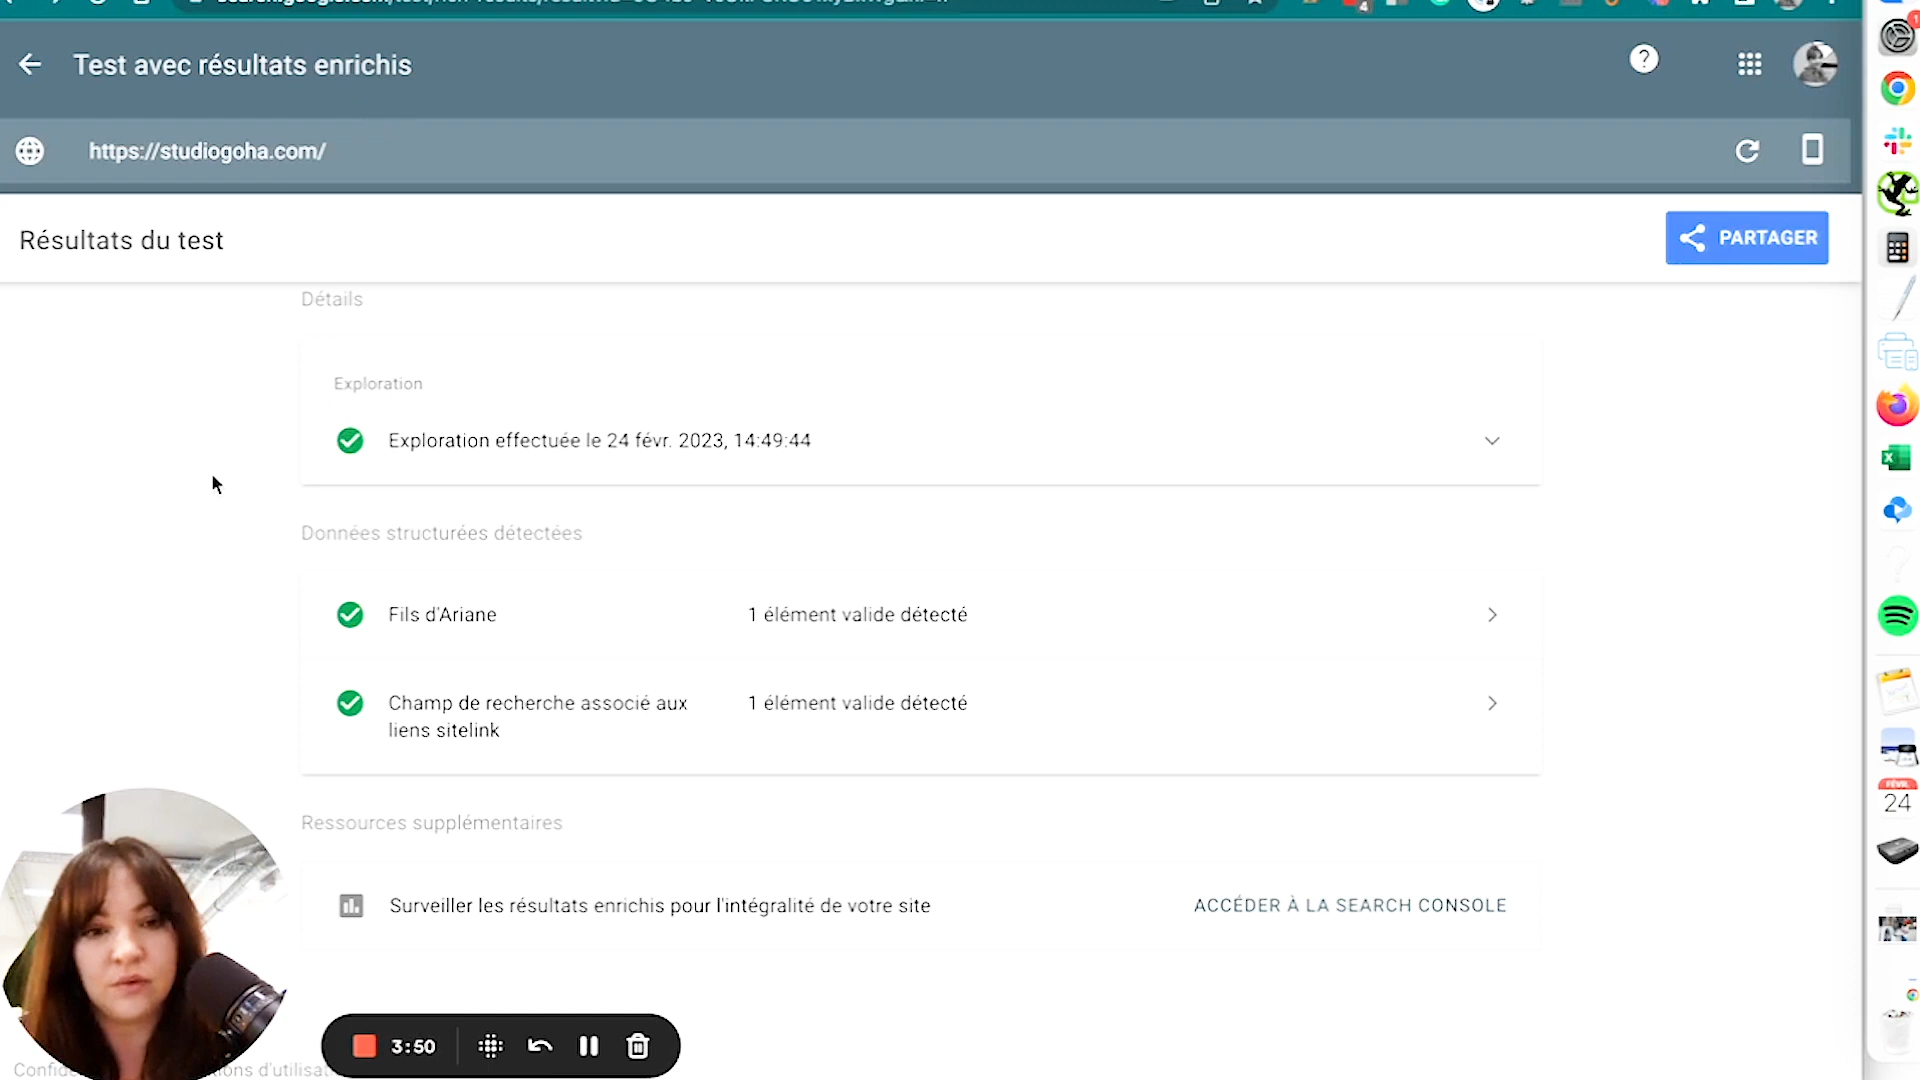 4
Test avec résultats enrichis
?
https://studiogoha.com/
Résultats du test
PARTAGER
Détails
Exploration
Exploration effectuée le 24 févr. 2023, 14:49:44
Données structurées détectées
Fils d'Ariane
1 élément valide détecté
Champ de recherche associé aux
1 élément valide détecté
liens sitelink
FÉVR.
24
Ressources supplémentaires
Surveiller les résultats enrichis pour l'intégralité de votre site
ACCÉDER À LA SEARCH CONSOLE
3:50